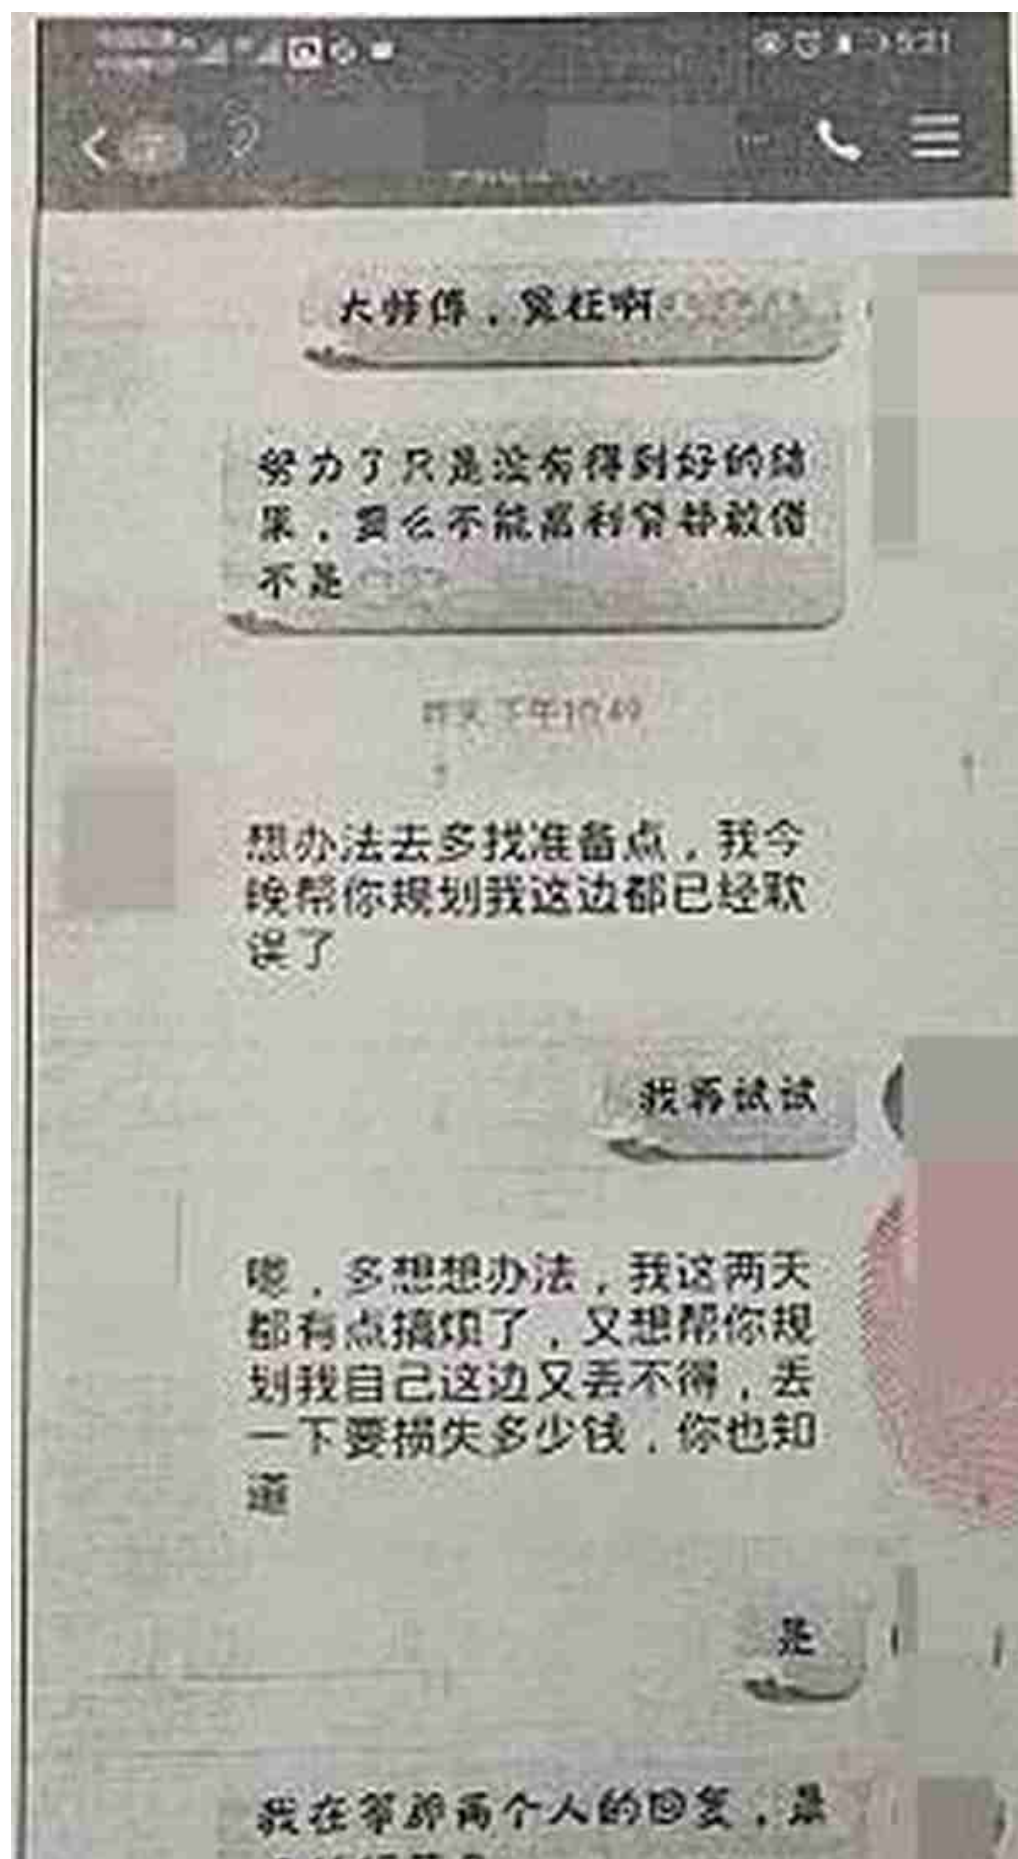 大师傅，冤枉啊
努力了只是没有得到好的结
果，要么不能高利贷都敢借
不是
昨天 下午10:49
想办法去多找准备点，我今
晚帮你规划我这边都已经耽
误了
我再试试
嗯，多想想办法，我这两天
都有点搞烦了，又想帮你规
划我自己这边又丢不得，丢
一下要损失多少钱，你也知
道
是
我在等那两个人的回复，最